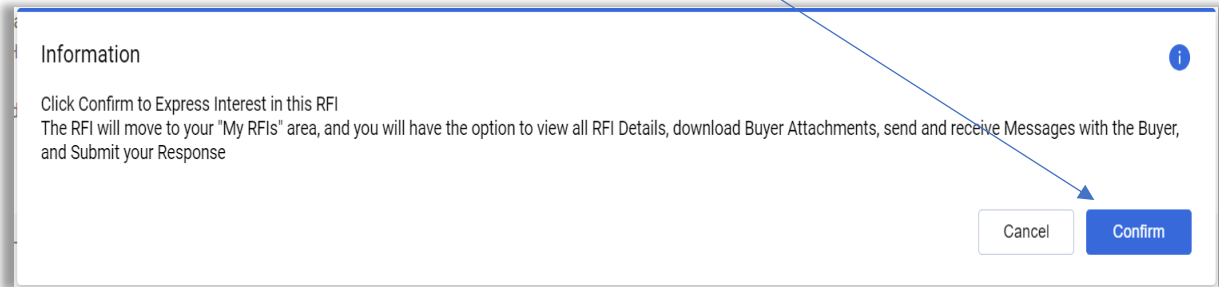 Information
Click Confirm to Express Interest in this RFI
The RFI will move to your "My RFIs" area, and you will have the option to view all RFI Details, download Buyer Attachments, send and receive Messages with the Buyer,
and Submit your Response
Cancel
Confirm